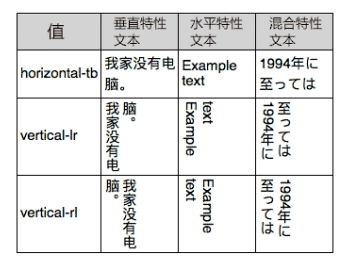 值
垂直特性
文本
水平特性
文本
混合特性
文本
horizontal-tb
我家没有电
脑。
Example
text
1994年に
至っては
vertical-lr
我家没有电
脑。
Example
text
1994年に
至っては
vertical-rl
我家没有电
脑。
Example
text
1994年に
至っては